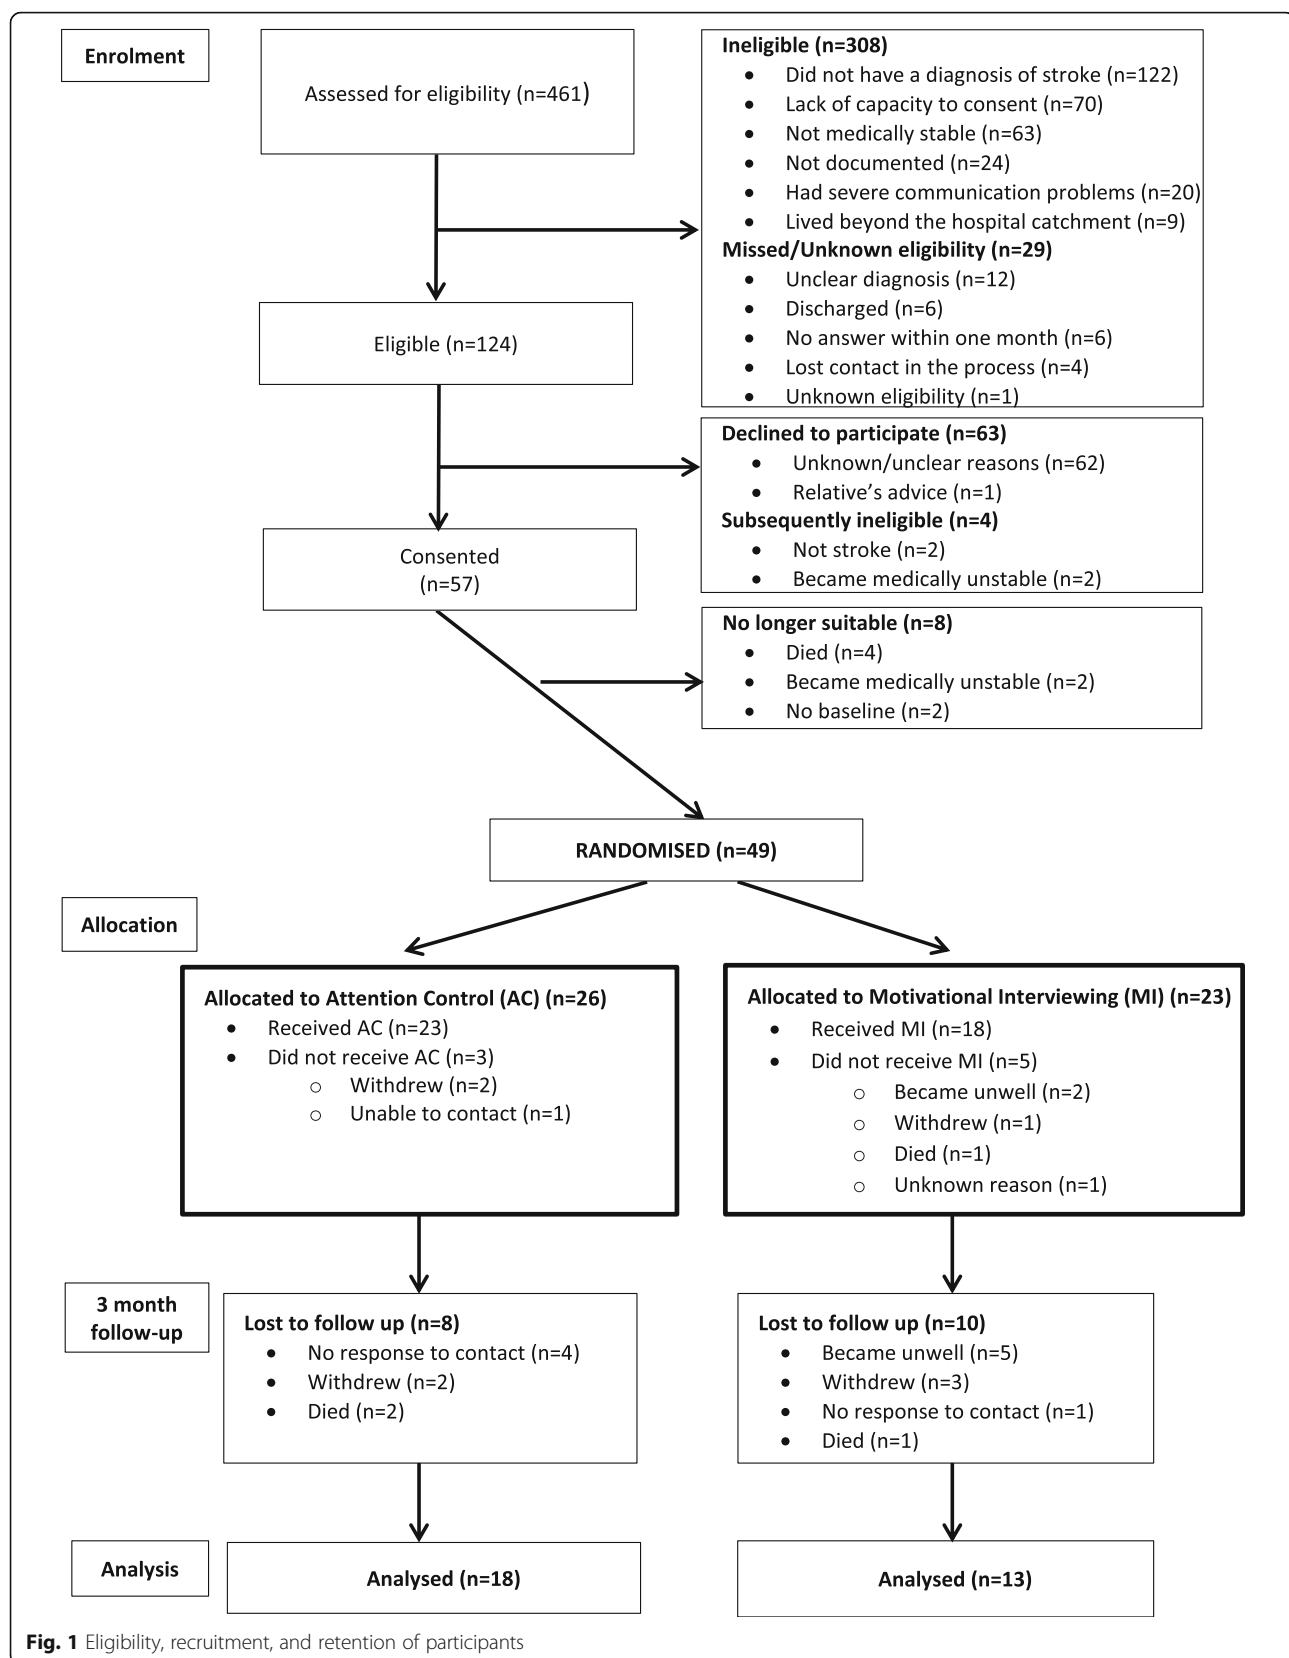 Enrolment
Assessed for eligibility (n=461)
Ineligible (n=308)
• Did not have a diagnosis of stroke (n=122)
• Lack of capacity to consent (n=70)
• Not medically stable (n=63)
• Not documented (n=24)
• Had severe communication problems (n=20)
• Lived beyond the hospital catchment (n=9)
Missed/Unknown eligibility (n=29)
• Unclear diagnosis (n=12)
• Discharged (n=6)
• No answer within one month (n=6)
• Lost contact in the process (n=4)
• Unknown eligibility (n=1)
Eligible (n=124)
Declined to participate (n=63)
• Unknown/unclear reasons (n=62)
• Relative’s advice (n=1)
Subsequently ineligible (n=4)
• Not stroke (n=2)
• Became medically unstable (n=2)
Consented
(n=57)
No longer suitable (n=8)
• Died (n=4)
• Became medically unstable (n=2)
• No baseline (n=2)
RANDOMISED (n=49)
Allocation
Allocated to Attention Control (AC) (n=26)
• Received AC (n=23)
• Did not receive AC (n=3)
○ Withdrew (n=2)
○ Unable to contact (n=1)
Allocated to Motivational Interviewing (MI) (n=23)
• Received MI (n=18)
• Did not receive MI (n=5)
○ Became unwell (n=2)
○ Withdrew (n=1)
○ Died (n=1)
○ Unknown reason (n=1)
3 month
follow-up
Lost to follow up (n=8)
• No response to contact (n=4)
• Withdrew (n=2)
• Died (n=2)
Lost to follow up (n=10)
• Became unwell (n=5)
• Withdrew (n=3)
• No response to contact (n=1)
• Died (n=1)
Analysis
Analysed (n=18)
Analysed (n=13)
Fig. 1 Eligibility, recruitment, and retention of participants